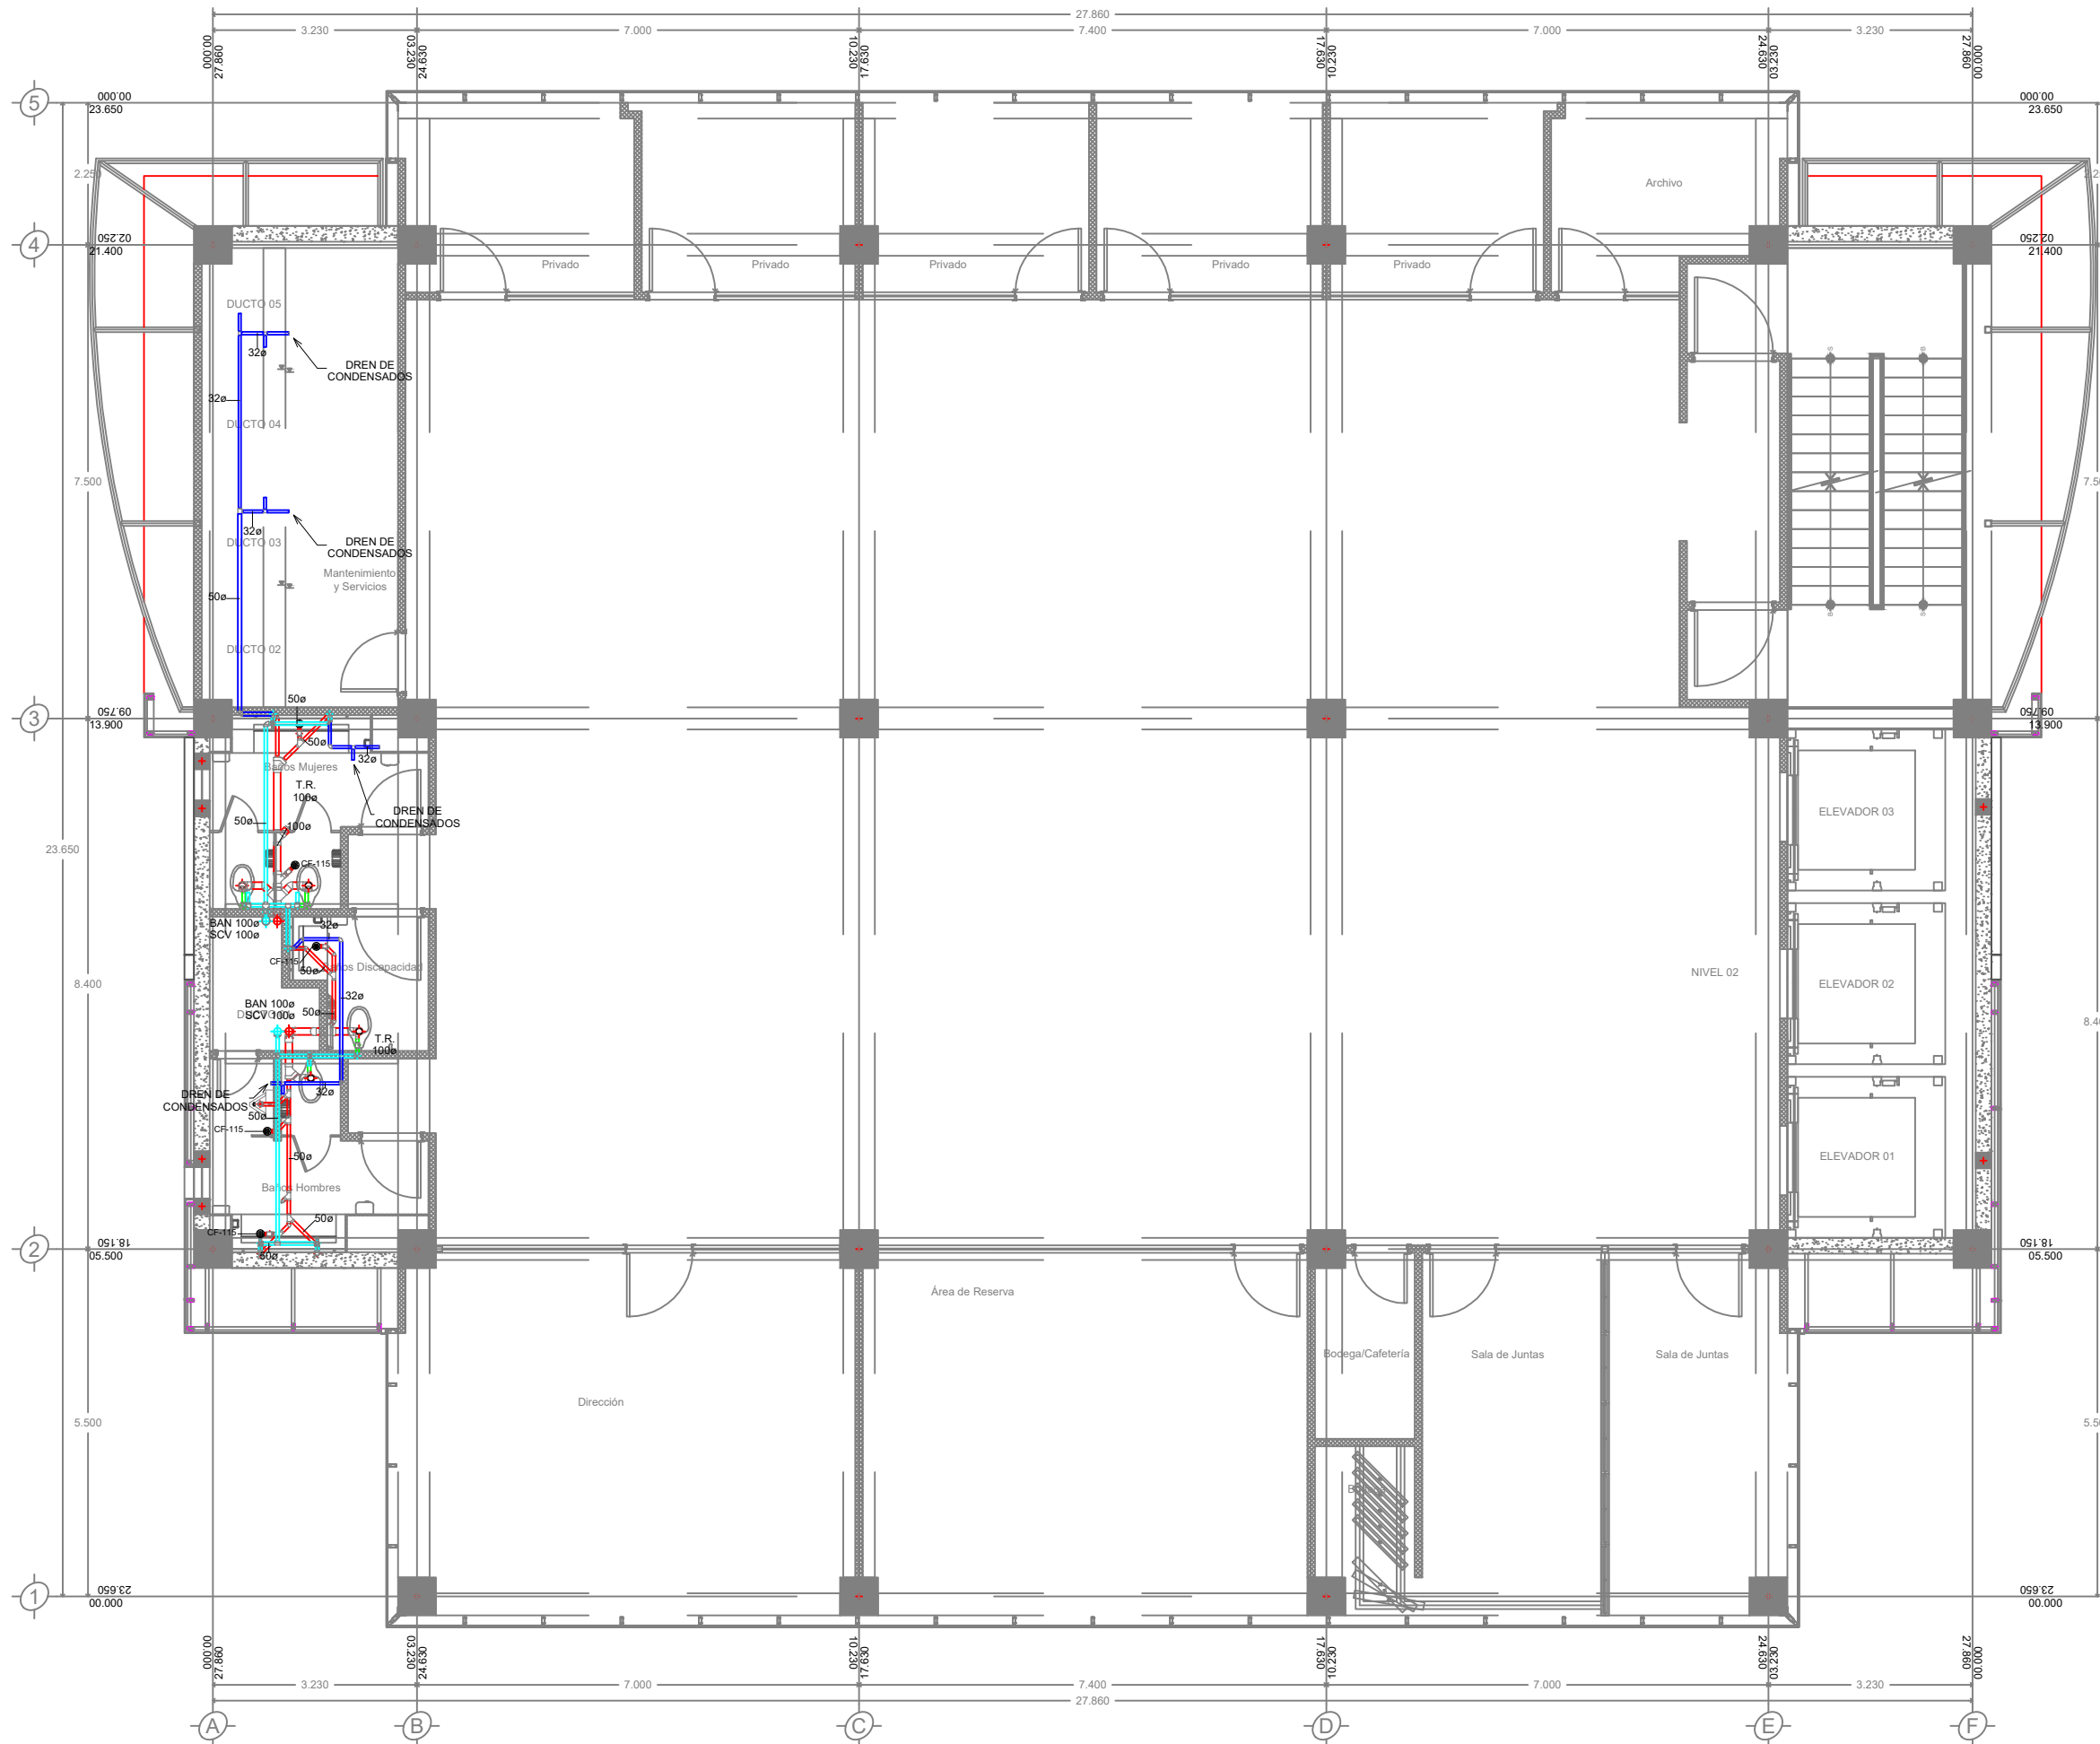 27.860
3.230
7.000
7.400
7.000
3.230
00.000
27.860
03.230
24.630
10.230
17.630
17.630
10.230
24.630
03.230
27.860
00.000
5
00.000
23.650
00.000
23.650
2.250
Archivo
4
02.250
21.400
02.250
21.400
Privado
Privado
Privado
Privado
Privado
DUCTO 05
32ø
DREN DE
CONDENSADOS
32ø
DUCTO 04
7.500
32ø
DUCTO 03
DREN DE
CONDENSADOS
Mantenimiento
y Servicios
50ø
DUCTO 02
3
09.750
13.900
09.750
13.900
50ø
50ø
32ø
Baños Mujeres
T.R.
100ø
DREN DE
CONDENSADOS
50ø
100ø
ELEVADOR 03
23.650
CF-115
BAN 100ø
SCV 100ø
32ø
CF-115
50ø
Baños Discapacidad
NIVEL 02
8.400
ELEVADOR 02
32ø
BAN 100ø
SCV 100ø
50ø
T.R.
100ø
DREN DE
CONDENSADOS
32ø
50ø
CF-115
50ø
ELEVADOR 01
Baños Hombres
50ø
CF-115
50ø
2
18.150
05.500
18.150
05.500
Área de Reserva
Bodega/Cafetería
Sala de Juntas
Sala de Juntas
Dirección
5.500
1
23.650
00.000
23.650
00.000
00.000
27.860
03.230
24.630
10.230
17.630
17.630
10.230
24.630
03.230
27.860
00.000
3.230
7.000
7.400
7.000
3.230
27.860
A
B
C
D
E
F